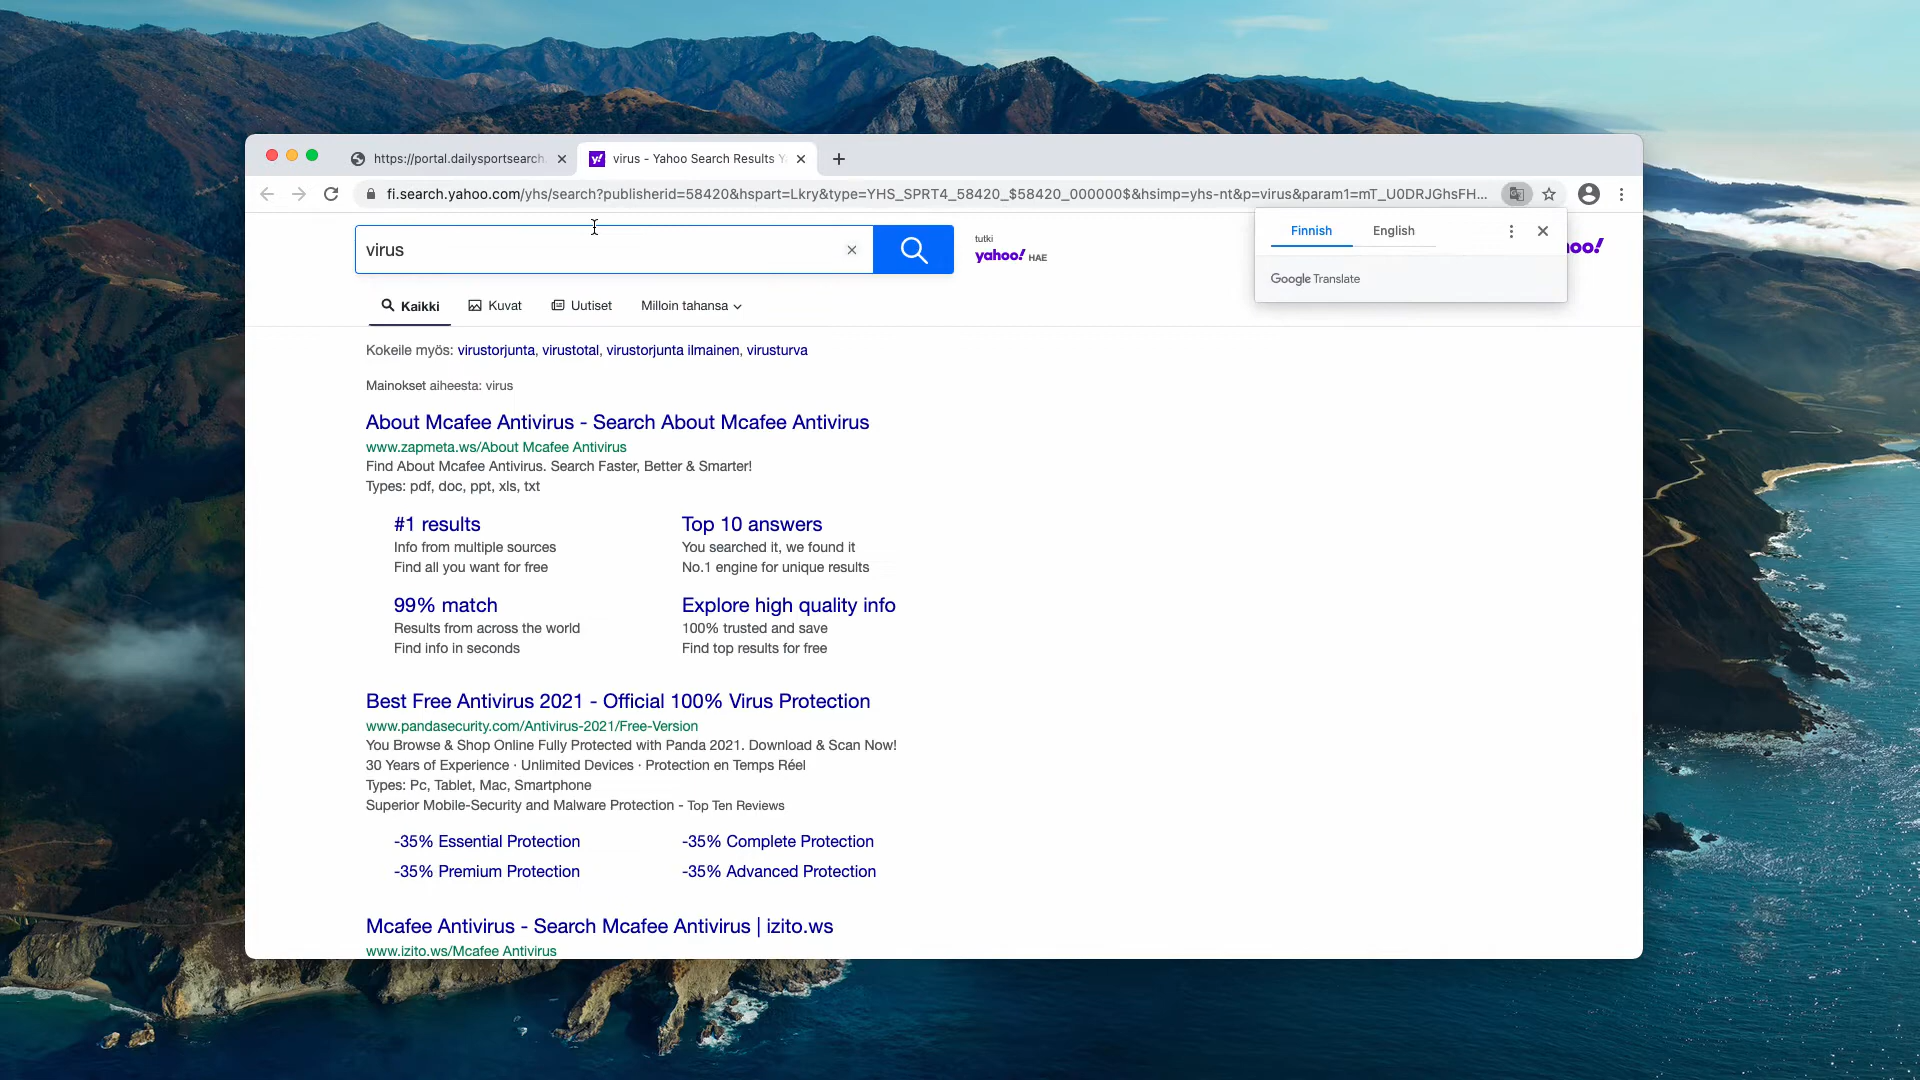 https://portal.dailysportsearch.
virus - Yahoo Search Results
fi.search.yahoo.com/yhs/search?publisherid=58420&hspart=Lkry&type=YHS_SPRT4_58420_$58420_000000$&hsimp=yhs-nt&p=virus&param1=mT_U0DRJGhsFH...
Finnish English
Google Translate
virus
tutki
yahoo! HAE
oo!
Kaikki Kuvat Uutiset Milloin tahansa
Kokeile myös: virustorjunta, virustotal, virustorjunta ilmainen, virusturva
Mainokset aiheesta: virus
About Mcafee Antivirus - Search About Mcafee Antivirus
www.zapmeta.ws/About Mcafee Antivirus
Find About Mcafee Antivirus. Search Faster, Better & Smarter!
Types: pdf, doc, ppt, xls, txt
#1 results Top 10 answers
Info from multiple sources You searched it, we found it
Find all you want for free No.1 engine for unique results
99% match Explore high quality info
Results from across the world 100% trusted and save
Find info in seconds Find top results for free
Best Free Antivirus 2021 - Official 100% Virus Protection
www.pandasecurity.com/Antivirus-2021/Free-Version
You Browse & Shop Online Fully Protected with Panda 2021. Download & Scan Now!
30 Years of Experience · Unlimited Devices · Protection en Temps Réel
Types: Pc, Tablet, Mac, Smartphone
Superior Mobile-Security and Malware Protection - Top Ten Reviews
-35% Essential Protection -35% Complete Protection
-35% Premium Protection -35% Advanced Protection
Mcafee Antivirus - Search Mcafee Antivirus | izito.ws
www.izito.ws/Mcafee Antivirus